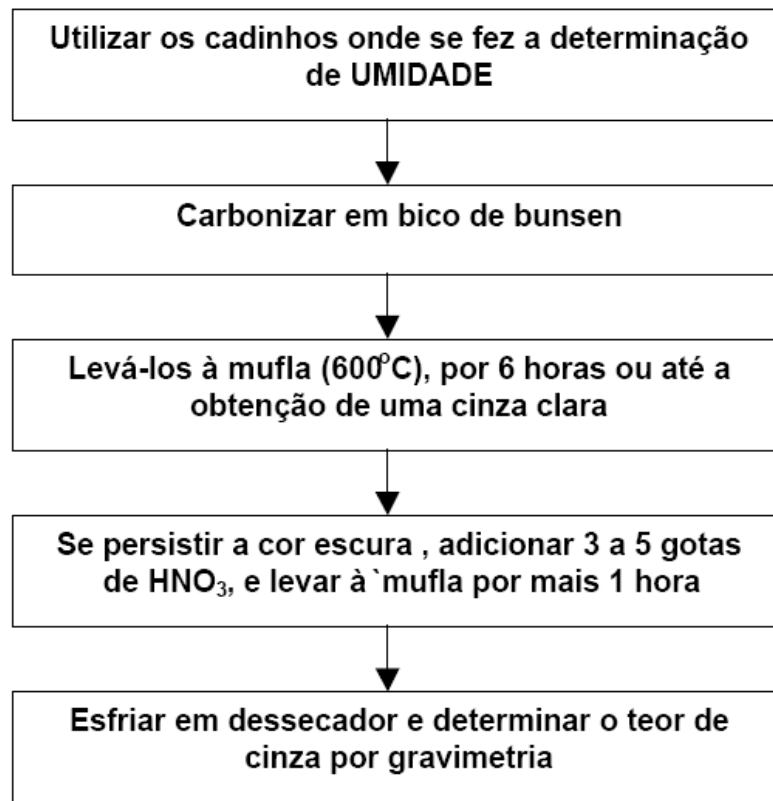 Utilizar os cadinhos onde se fez a determinação
de UMIDADE
Carbonizar em bico de bunsen
Levá-los à mufla (600°C), por 6 horas ou até a
obtenção de uma cinza clara
Se persistir a cor escura , adicionar 3 a 5 gotas
de HNO₃, e levar à `mufla por mais 1 hora
Esfriar em dessecador e determinar o teor de
cinza por gravimetria